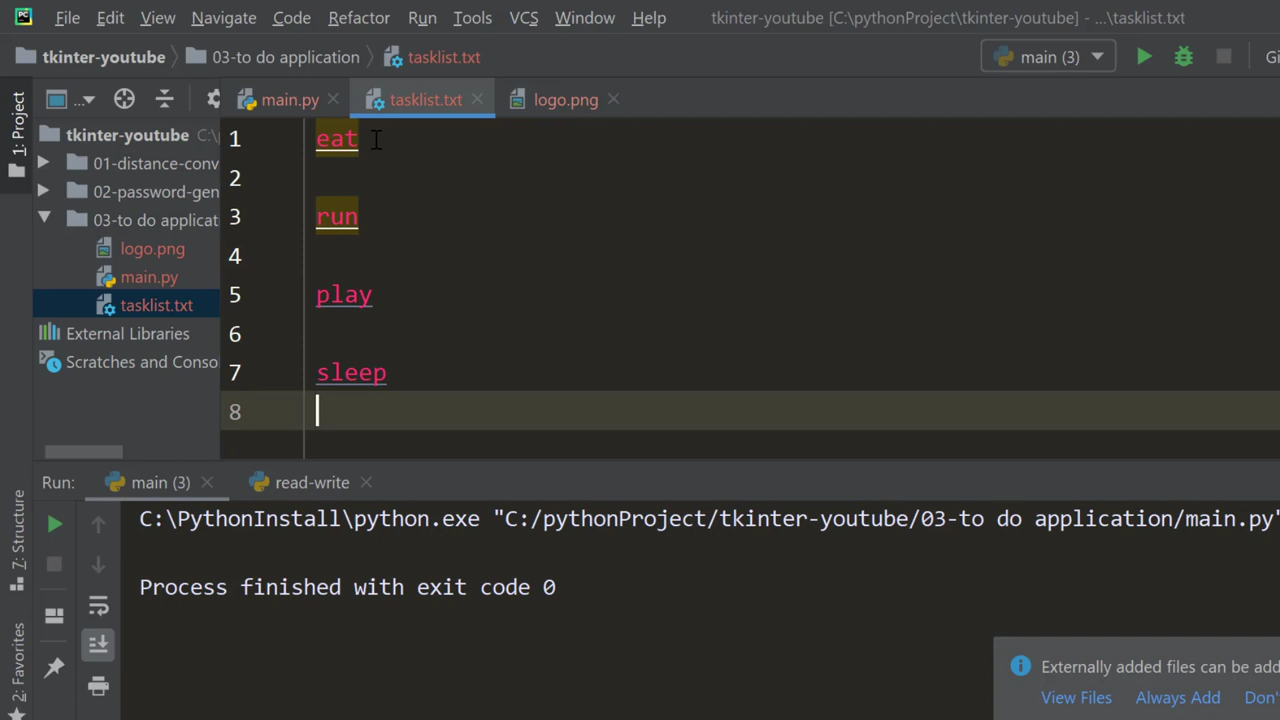 PC File Edit View Navigate Code Refactor Run Tools VCS Window Help tkinter-youtube [C:\pythonProject\tkinter-youtube] - ...\tasklist.txt
tkinter-youtube 03-to do application tasklist.txt main (3) Gi
...▾ main.py tasklist.txt logo.png
1: Project
tkinter-youtube C:\
01-distance-conv
02-password-gen
03-to do applicat
logo.png
main.py
tasklist.txt
External Libraries
Scratches and Conso
1 eat
2
3 run
4
5 play
6
7 sleep
8
Run: main (3) read-write
7: Structure
2: Favorites
C:\PythonInstall\python.exe "C:/pythonProject/tkinter-youtube/03-to do application/main.py"
Process finished with exit code 0
Externally added files can be add
View Files Always Add Don'